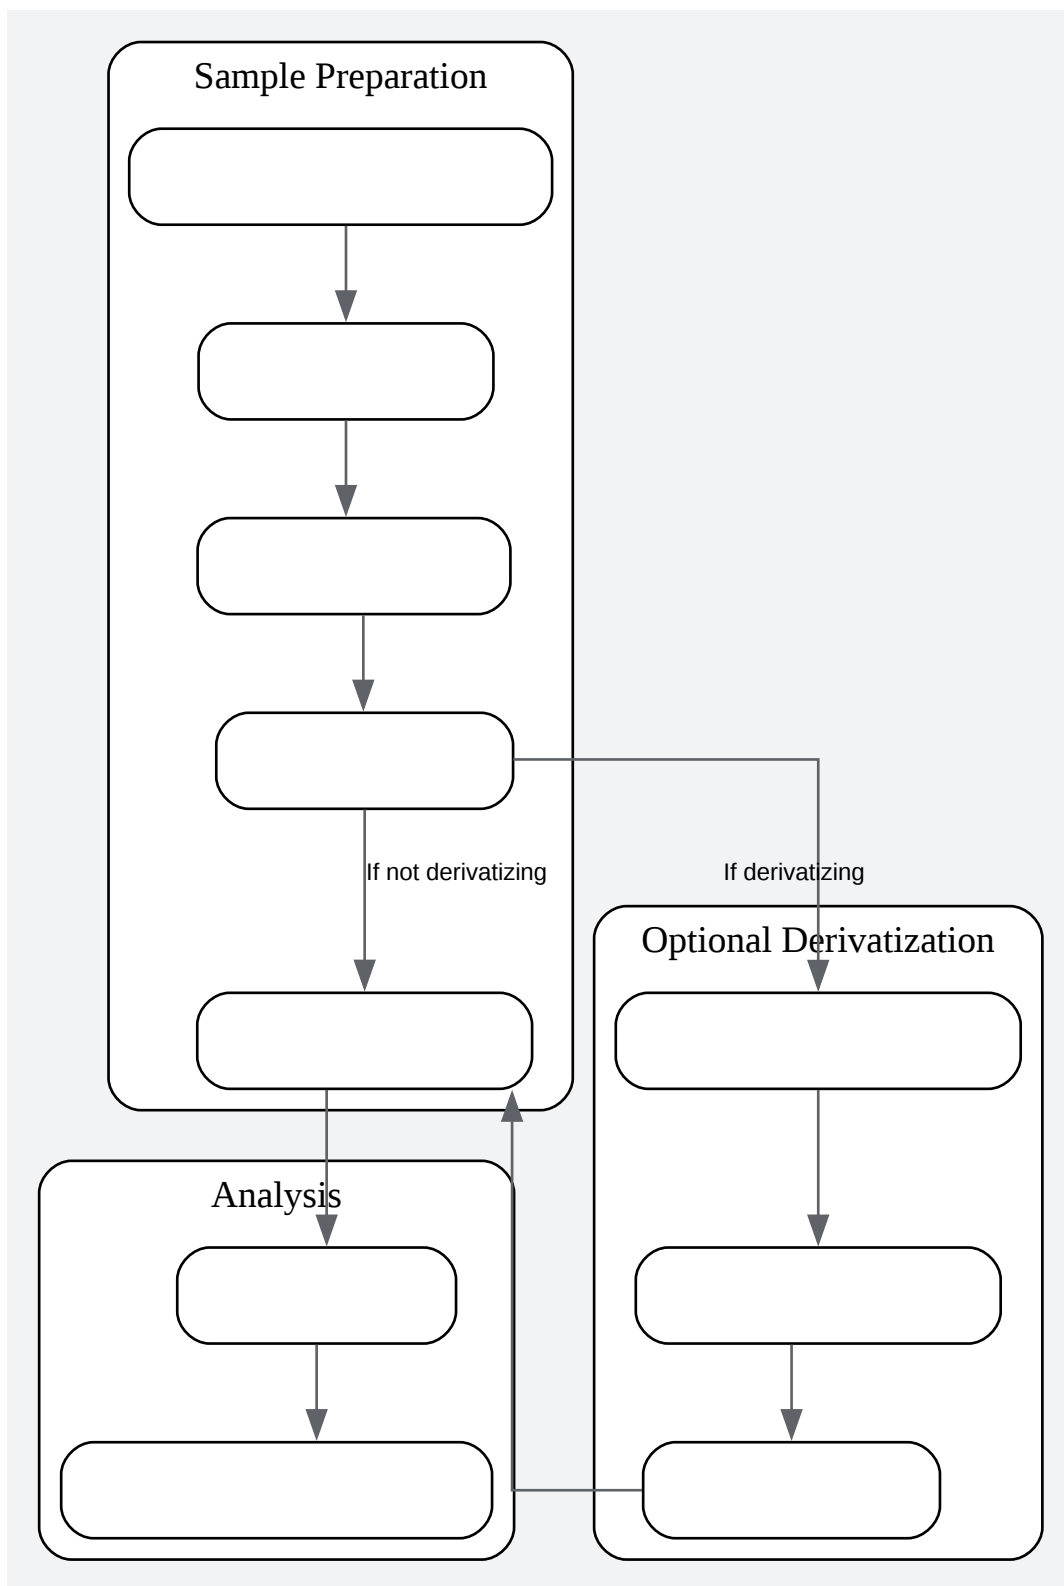 Sample Preparation
If not derivatizing
If derivatizing
Optional Derivatization
Analysis